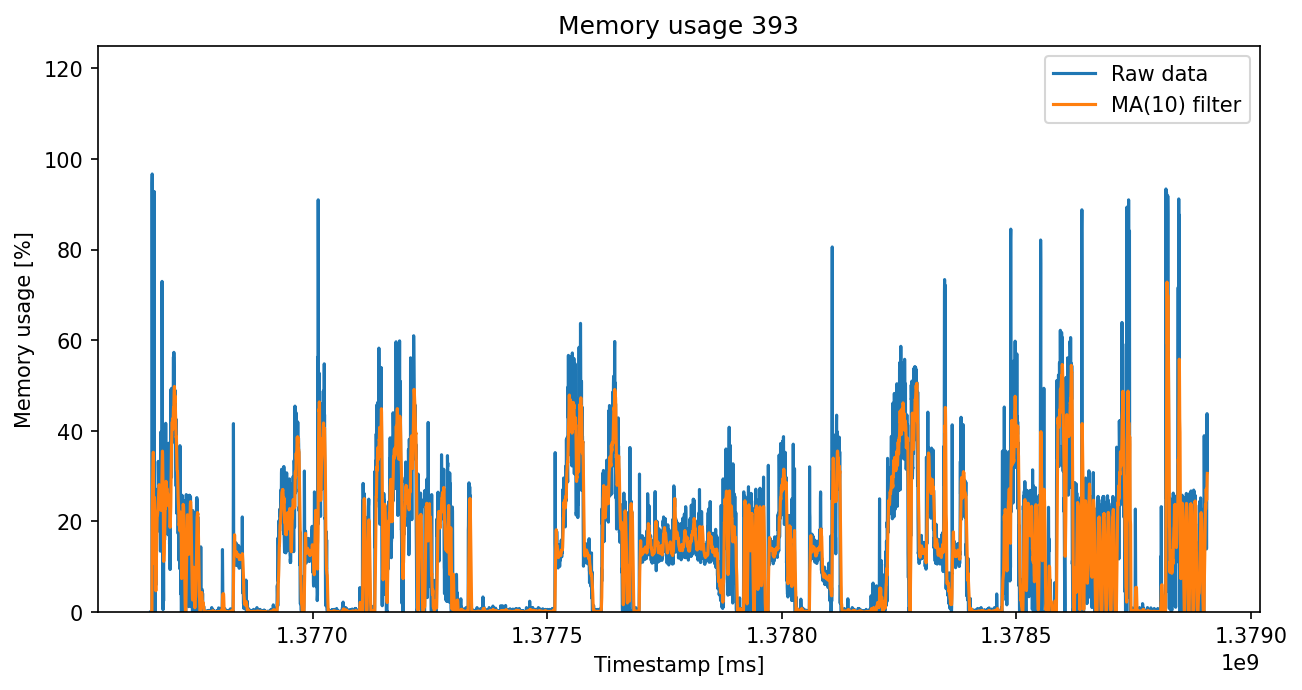 Memory usage 393
Raw data
MA(10) filter
Memory usage [%]
120
100
80
60
40
20
0
1.3770 1.3775 1.3780 1.3785 1.3790
1e9
Timestamp [ms]